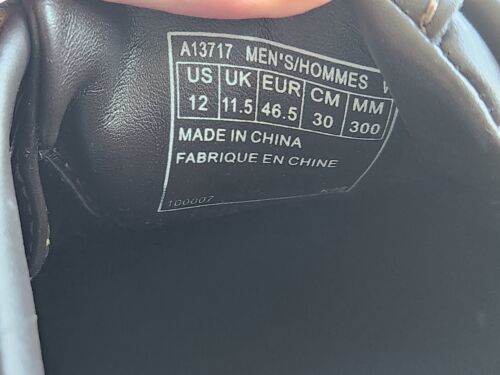 A13717 MEN'S/HOMMES
US UK EUR CM MM
12 11.5 46.5 30 300
MADE IN CHINA
FABRIQUE EN CHINE